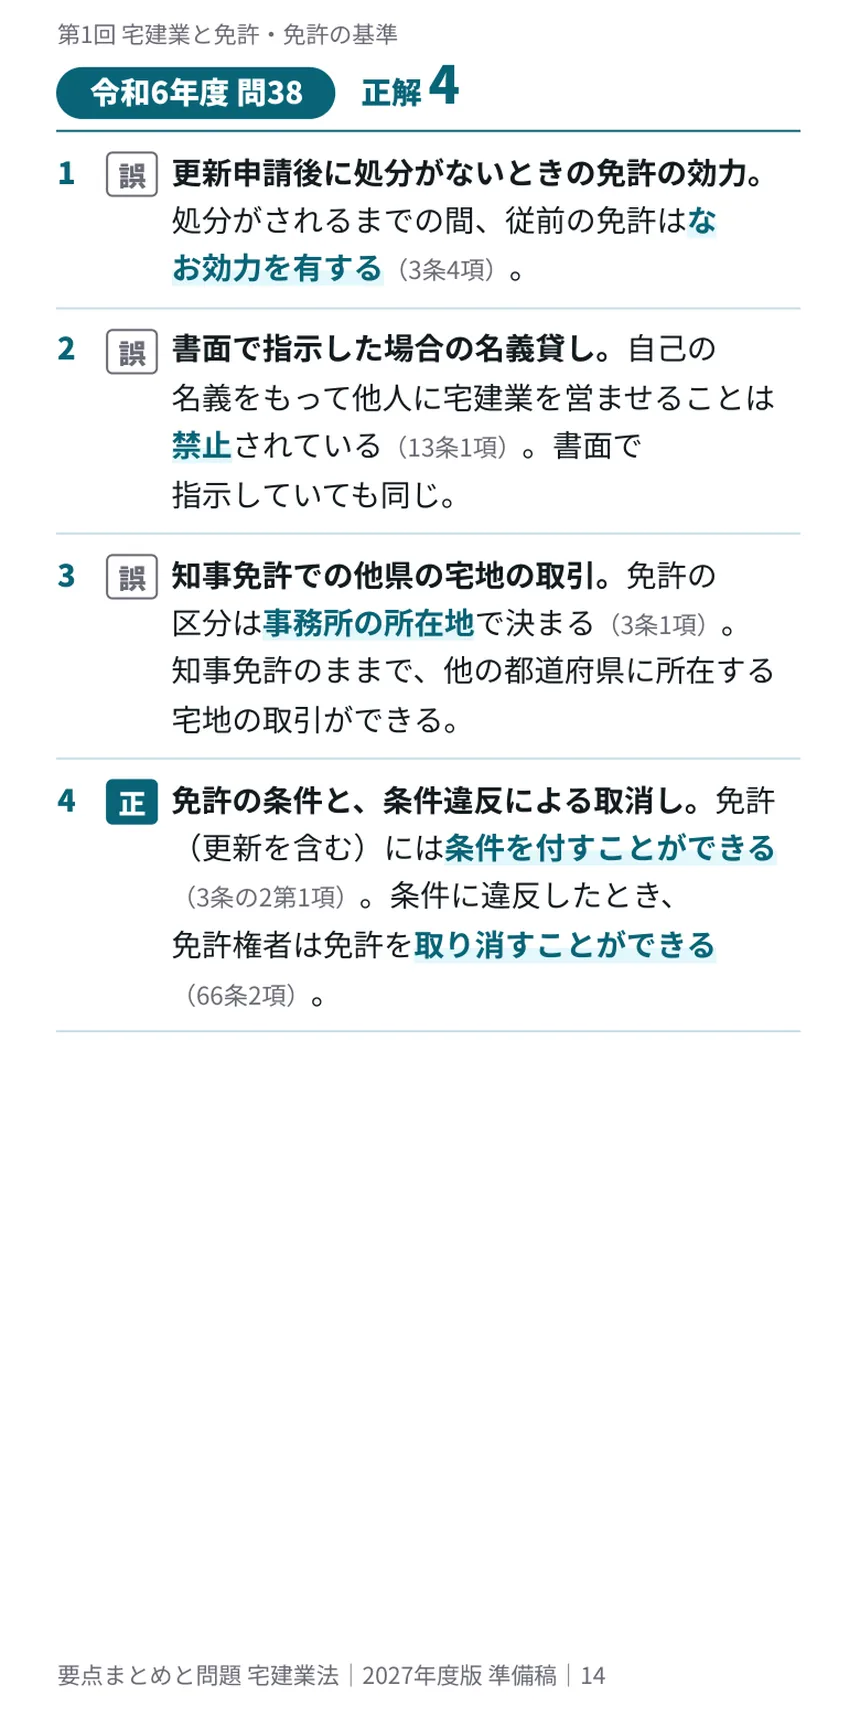 第1回 宅建業と免許・免許の基準
令和6年度 問38 正解 4
1 誤 更新申請後に処分がないときの免許の効力。
処分がされるまでの間、従前の免許はな
お効力を有する（3条4項）。
2 誤 書面で指示した場合の名義貸し。自己の
名義をもって他人に宅建業を営ませることは
禁止されている（13条1項）。書面で
指示していても同じ。
3 誤 知事免許での他県の宅地の取引。免許の
区分は事務所の所在地で決まる（3条1項）。
知事免許のままで、他の都道府県に所在する
宅地の取引ができる。
4 正 免許の条件と、条件違反による取消し。免許
（更新を含む）には条件を付すことができる
（3条の2第1項）。条件に違反したとき、
免許権者は免許を取り消すことができる
（66条2項）。
要点まとめと問題 宅建業法｜2027年度版 準備稿｜14